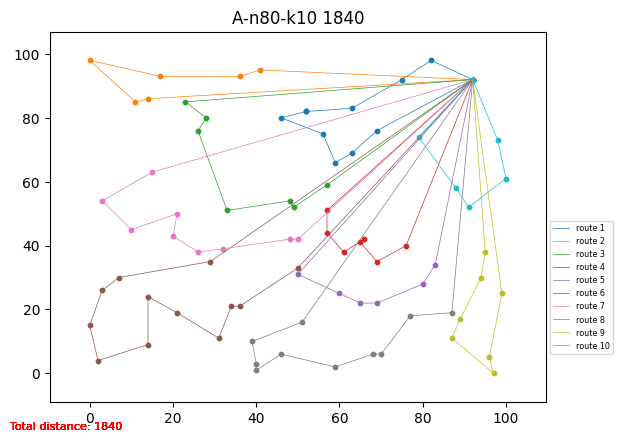 A-n80-k10 1840
100
80
60
40
20
0
0 20 40 60 80 100
route 1
route 2
route 3
route 4
route 5
route 6
route 7
route 8
route 9
route 10
Total distance: 1840